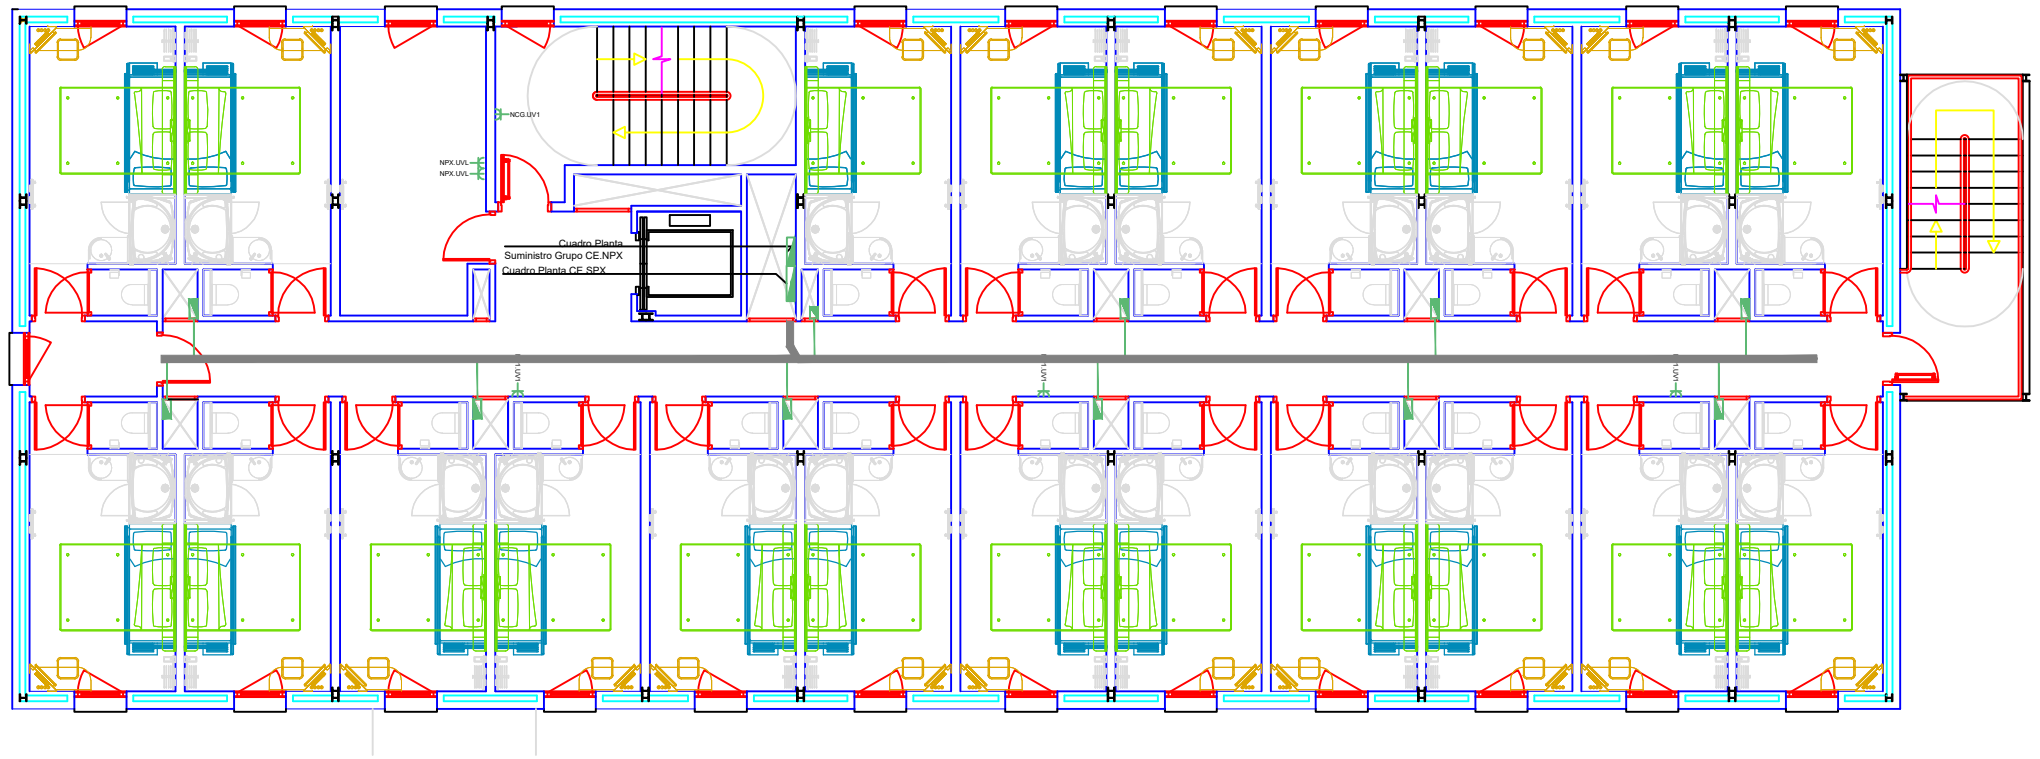 NCG.UV1
NPX.UVL
NPX.UVL
Cuadro Planta
Suministro Grupo CE.NPX
Cuadro Planta CE.SPX